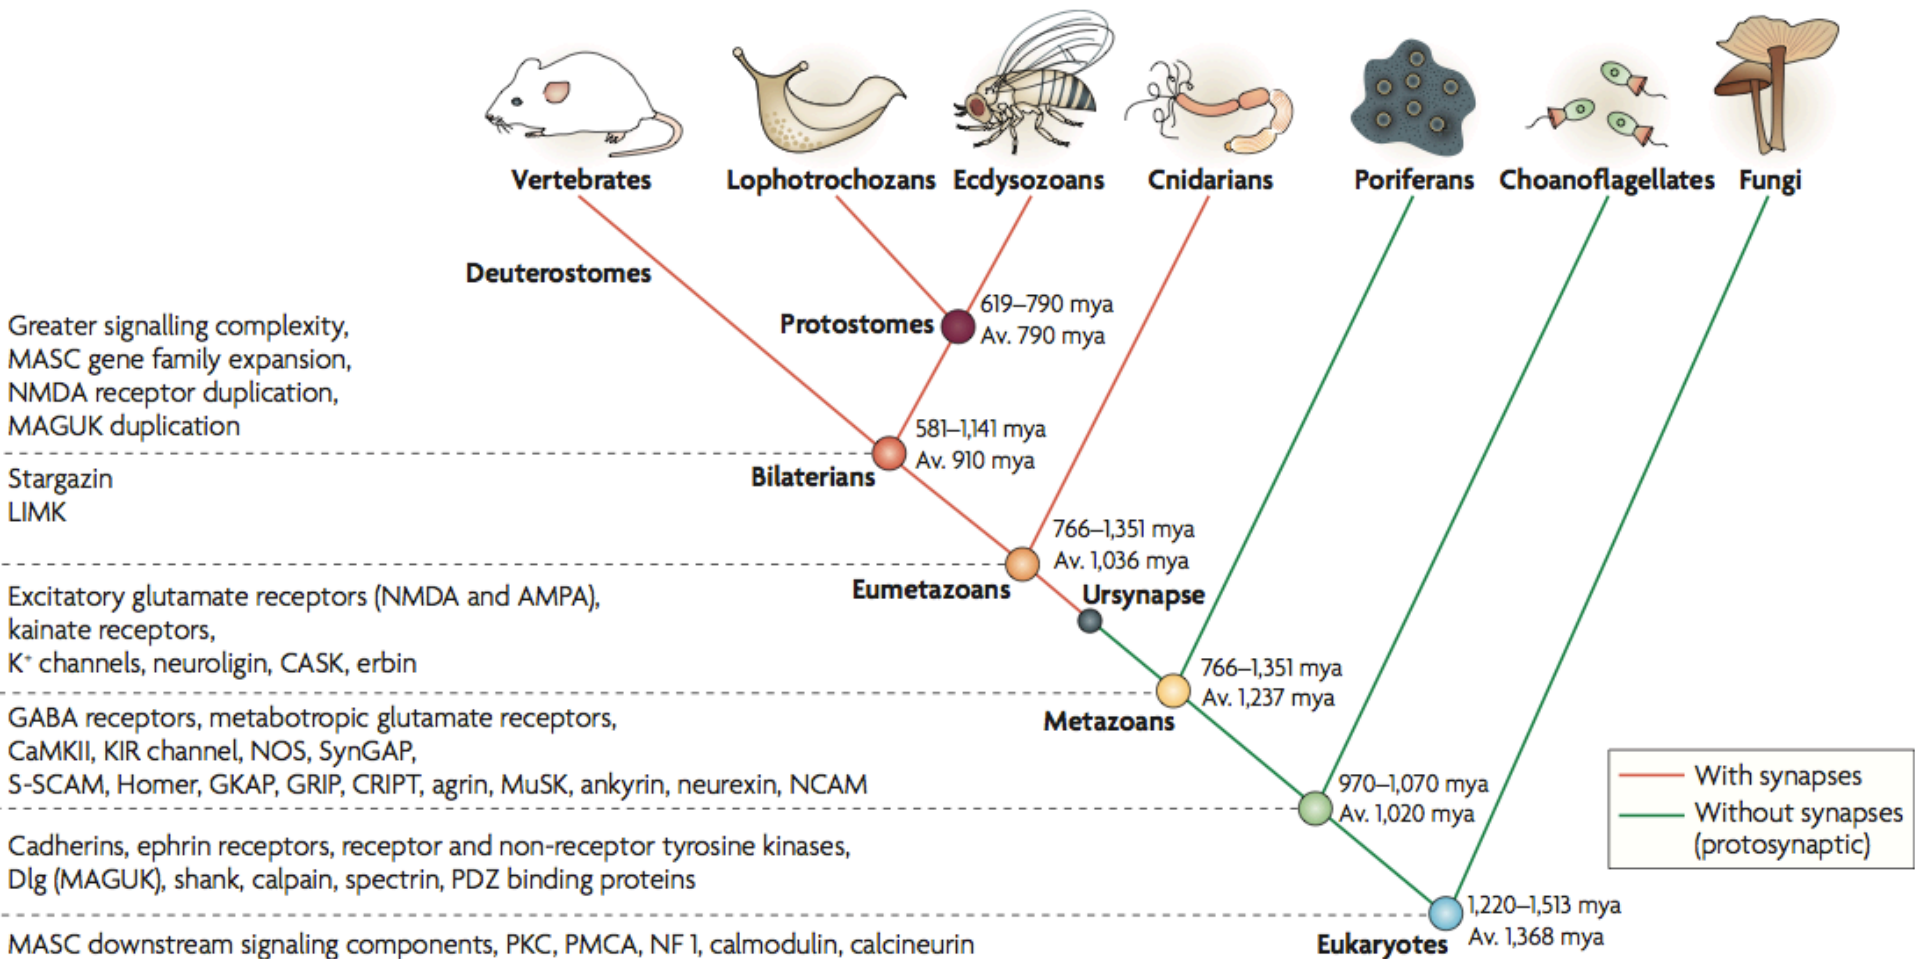 Vertebrates
Lophotrochozans
Ecdysozoans
Cnidarians
Poriferans
Choanoflagellates
Fungi
Deuterostomes
Protostomes
619–790 mya
Av. 790 mya
Greater signalling complexity,
MASC gene family expansion,
NMDA receptor duplication,
MAGUK duplication
581–1,141 mya
Av. 910 mya
Bilaterians
Stargazin
LIMK
766–1,351 mya
Av. 1,036 mya
Eumetazoans
Ursynapse
Excitatory glutamate receptors (NMDA and AMPA),
kainate receptors,
K⁺ channels, neuroligin, CASK, erbin
766–1,351 mya
Av. 1,237 mya
Metazoans
GABA receptors, metabotropic glutamate receptors,
CaMKII, KIR channel, NOS, SynGAP,
S-SCAM, Homer, GKAP, GRIP, CRIPT, agrin, MuSK, ankyrin, neurexin, NCAM
970–1,070 mya
Av. 1,020 mya
With synapses
Without synapses
(protosynaptic)
Cadherins, ephrin receptors, receptor and non-receptor tyrosine kinases,
Dlg (MAGUK), shank, calpain, spectrin, PDZ binding proteins
1,220–1,513 mya
Av. 1,368 mya
Eukaryotes
MASC downstream signaling components, PKC, PMCA, NF 1, calmodulin, calcineurin